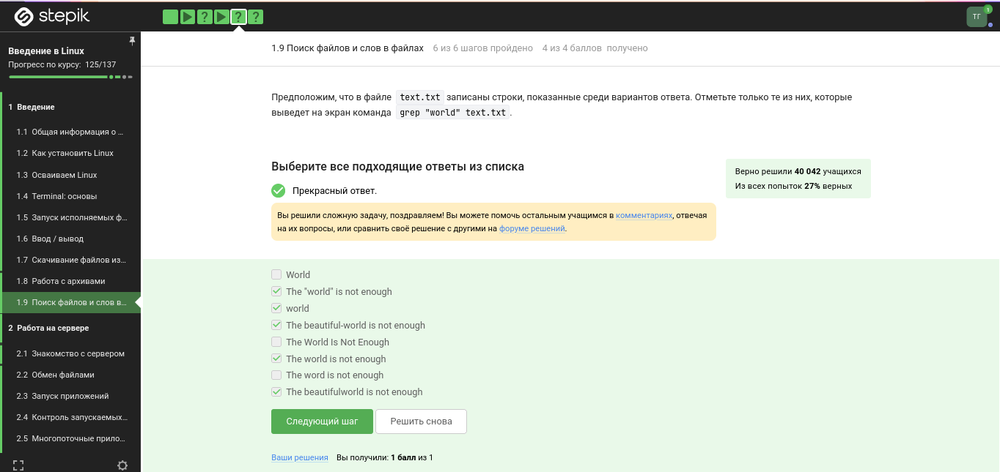 stepik
? ? ?
ТГ
1
Введение в Linux
Прогресс по курсу: 125/137
1 Введение
1.1 Общая информация о ...
1.2 Как установить Linux
1.3 Осваиваем Linux
1.4 Terminal: основы
1.5 Запуск исполняемых ф...
1.6 Ввод / вывод
1.7 Скачивание файлов из...
1.8 Работа с архивами
1.9 Поиск файлов и слов в...
2 Работа на сервере
2.1 Знакомство с сервером
2.2 Обмен файлами
2.3 Запуск приложений
2.4 Контроль запускаемых...
2.5 Многопоточные прило...
1.9 Поиск файлов и слов в файлах 6 из 6 шагов пройдено 4 из 4 баллов получено
Предположим, что в файле text.txt записаны строки, показанные среди вариантов ответа. Отметьте только те из них, которые
выведет на экран команда grep "world" text.txt.
Выберите все подходящие ответы из списка
Прекрасный ответ.
Вы решили сложную задачу, поздравляем! Вы можете помочь остальным учащимся в комментариях, отвечая
на их вопросы, или сравнить своё решение с другими на форуме решений.
Верно решили 40 042 учащихся
Из всех попыток 27% верных
World
The "world" is not enough
world
The beautiful-world is not enough
The World Is Not Enough
The world is not enough
The word is not enough
The beautifulworld is not enough
Следующий шаг Решить снова
Ваши решения Вы получили: 1 балл из 1